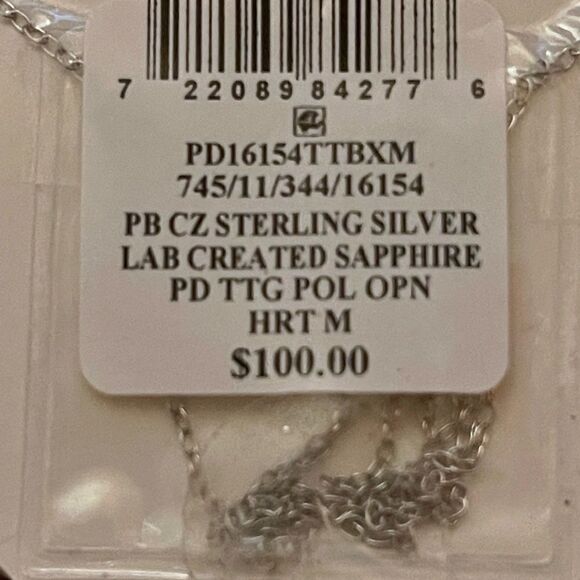 7 22089 84277 6
PD16154TTBXM
745/11/344/16154
PB CZ STERLING SILVER
LAB CREATED SAPPHIRE
PD TTG POL OPN
HRT M
$100.00